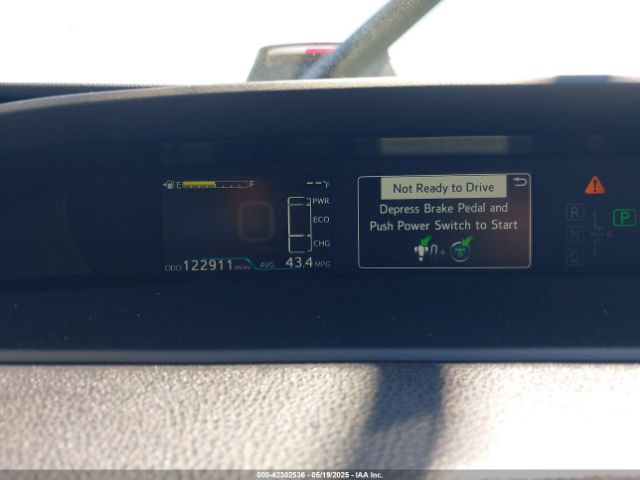 E F
--°F
PWR
ECO
CHG
ODO 122911 miles AVG. 43.4 MPG
Not Ready to Drive
Depress Brake Pedal and
Push Power Switch to Start
+
R
N
D
P
000-42302536 - 05/19/2025 - IAA Inc.